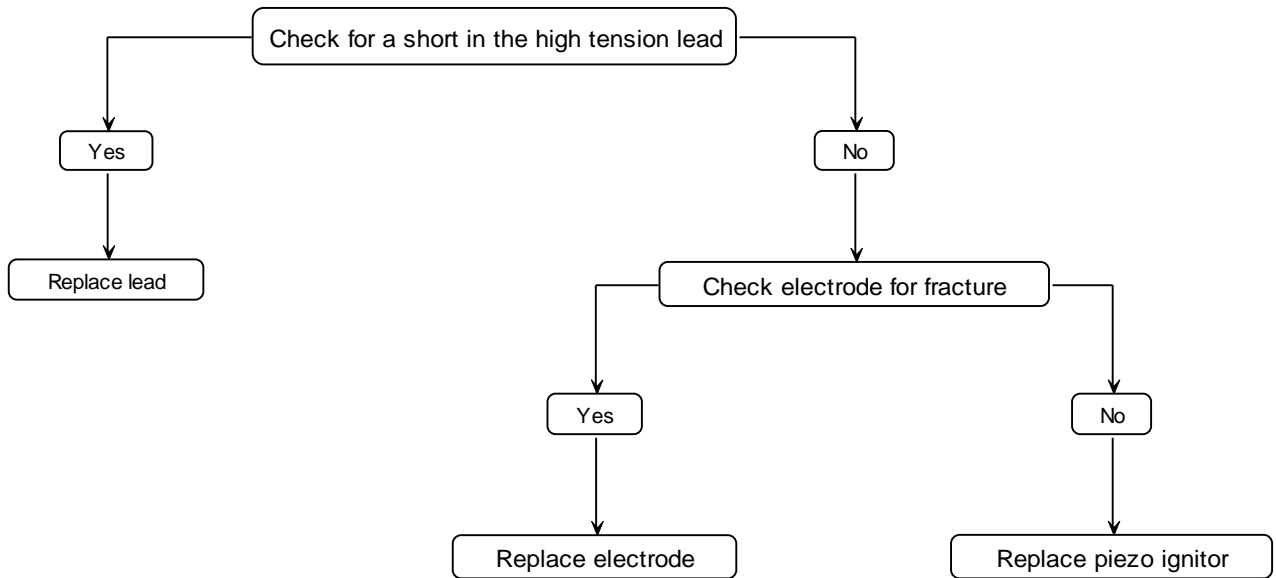 Check for a short in the high tension lead
Yes
No
Replace lead
Check electrode for fracture
Yes
No
Replace electrode
Replace piezo ignitor